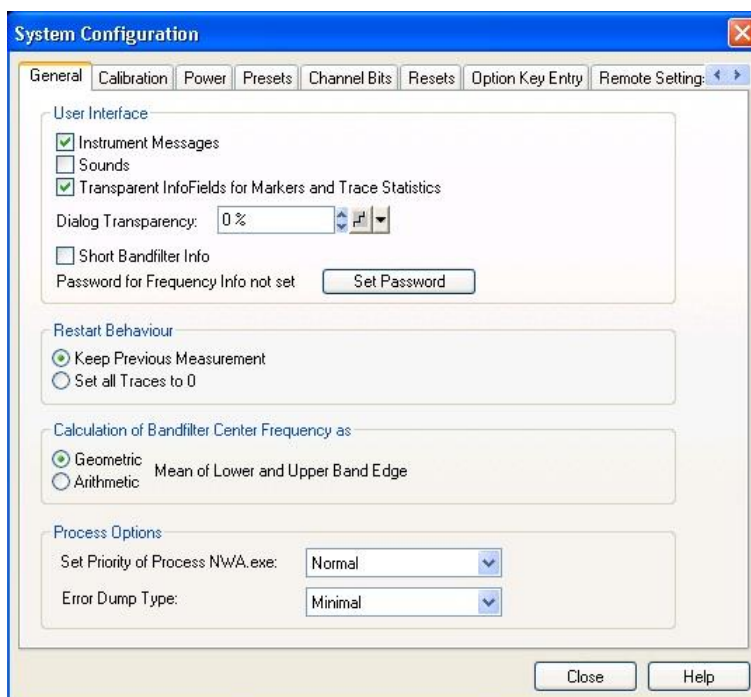 System Configuration
General Calibration Power Presets Channel Bits Resets Option Key Entry Remote Setting
User Interface
Instrument Messages
Sounds
Transparent InfoFields for Markers and Trace Statistics
Dialog Transparency: 0 %
Short Bandfilter Info
Password for Frequency Info not set Set Password
Restart Behaviour
Keep Previous Measurement
Set all Traces to 0
Calculation of Bandfilter Center Frequency as
Geometric
Mean of Lower and Upper Band Edge
Arithmetic
Process Options
Set Priority of Process NWA.exe: Normal
Error Dump Type: Minimal
Close Help